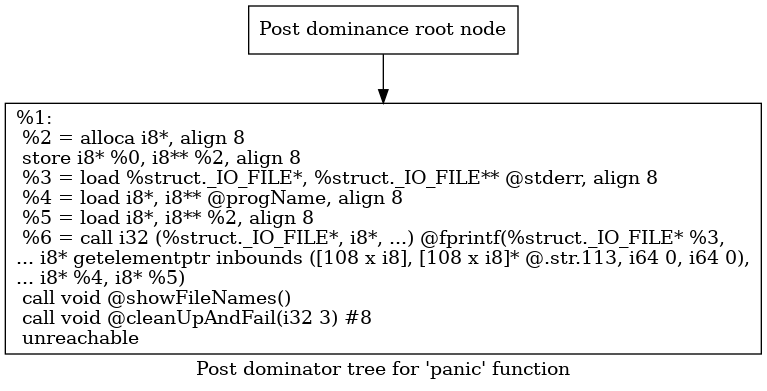 Post dominance root node
%1:
%2 = alloca i8*, align 8
store i8* %0, i8** %2, align 8
%3 = load %struct._IO_FILE*, %struct._IO_FILE** @stderr, align 8
%4 = load i8*, i8** @progName, align 8
%5 = load i8*, i8** %2, align 8
%6 = call i32 (%struct._IO_FILE*, i8*, ...) @fprintf(%struct._IO_FILE* %3,
... i8* getelementptr inbounds ([108 x i8], [108 x i8]* @.str.113, i64 0, i64 0),
... i8* %4, i8* %5)
call void @showFileNames()
call void @cleanUpAndFail(i32 3) #8
unreachable
Post dominator tree for 'panic' function